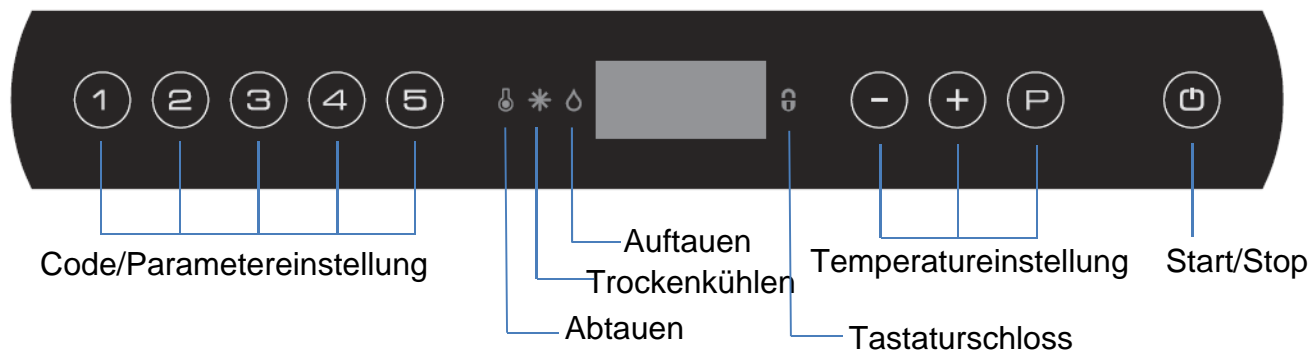 1 2 3 4 5 - + P
Auftauen
Code/Parametereinstellung
Temperatureinstellung
Start/Stop
Trockenkühlen
Abtauen
Tastaturschloss